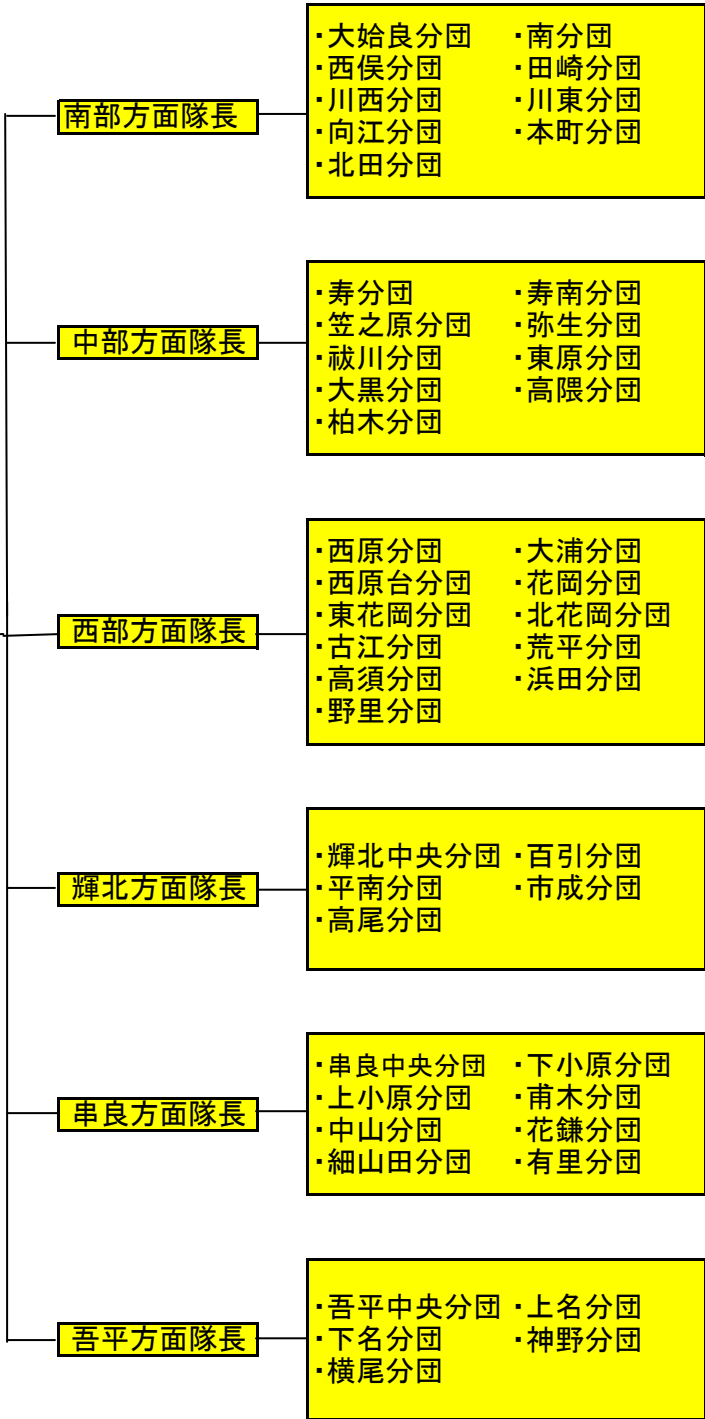 南部方面隊長
・大姶良分団 ・南分団
・西俣分団 ・田崎分団
・川西分団 ・川東分団
・向江分団 ・本町分団
・北田分団
中部方面隊長
・寿分団 ・寿南分団
・笠之原分団 ・弥生分団
・祓川分団 ・東原分団
・大黒分団 ・高隈分団
・柏木分団
西部方面隊長
・西原分団 ・大浦分団
・西原台分団 ・花岡分団
・東花岡分団 ・北花岡分団
・古江分団 ・荒平分団
・高須分団 ・浜田分団
・野里分団
輝北方面隊長
・輝北中央分団 ・百引分団
・平南分団 ・市成分団
・高尾分団
串良方面隊長
・串良中央分団 ・下小原分団
・上小原分団 ・甫木分団
・中山分団 ・花鎌分団
・細山田分団 ・有里分団
吾平方面隊長
・吾平中央分団 ・上名分団
・下名分団 ・神野分団
・横尾分団